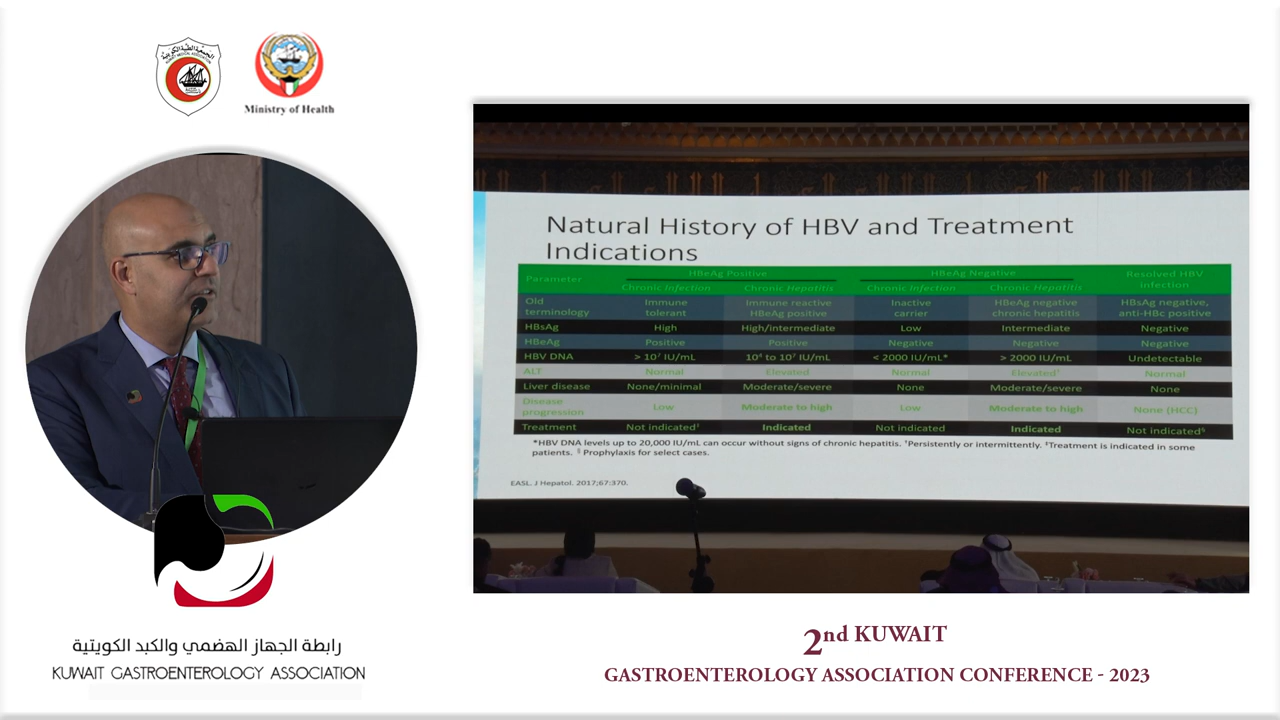 Ministry of Health
Natural History of HBV and Treatment
Indications
Parameter HBeAg Positive HBeAg Negative Resolved HBV infection
Chronic Infection Chronic Hepatitis Chronic Infection Chronic Hepatitis
Old terminology Immune tolerant Immune reactive HBeAg positive Inactive carrier HBeAg negative chronic hepatitis HBsAg negative, anti-HBc positive
HBsAg High High/intermediate Low Intermediate Negative
HBeAg Positive Positive Negative Negative Negative
HBV DNA > 10⁷ IU/mL 10⁴ to 10⁷ IU/mL < 2000 IU/mL* > 2000 IU/mL Undetectable
ALT Normal Elevated Normal Elevated† Normal
Liver disease None/minimal Moderate/severe None Moderate/severe None
Disease progression Low Moderate to high Low Moderate to high None (HCC)
Treatment Not indicated‡ Indicated Not indicated Indicated Not indicated§
*HBV DNA levels up to 20,000 IU/mL can occur without signs of chronic hepatitis. †Persistently or intermittently. ‡Treatment is indicated in some
patients. § Prophylaxis for select cases.
EASL. J Hepatol. 2017;67:370.
رابطة الجهاز الهضمي والكبد الكويتية
KUWAIT GASTROENTEROLOGY ASSOCIATION
2nd KUWAIT
GASTROENTEROLOGY ASSOCIATION CONFERENCE - 2023